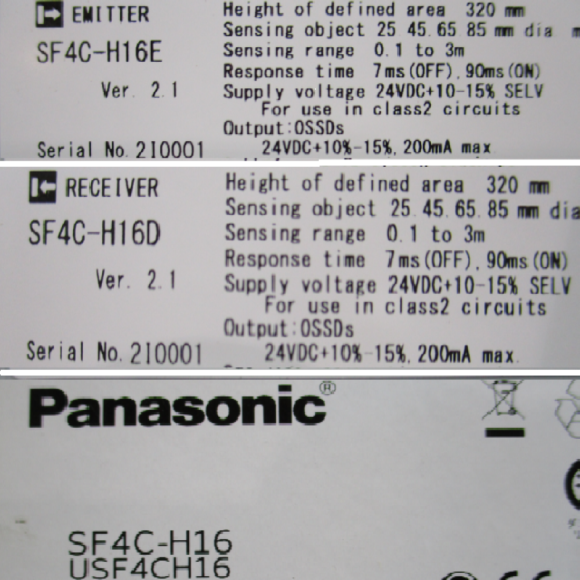 EMITTER
SF4C-H16E
Ver. 2.1
Serial No. 210001
Height of defined area 320 mm
Sensing object 25 45 65 85 mm dia
Sensing range 0.1 to 3m
Response time 7ms(OFF), 90ms(ON)
Supply voltage 24VDC+10-15% SELV
For use in class2 circuits
Output:OSSDs
24VDC+10%-15%, 200mA max
RECEIVER
SF4C-H16D
Ver. 2.1
Serial No. 210001
Height of defined area 320 mm
Sensing object 25.45.65.85 mm dia
Sensing range 0.1 to 3m
Response time 7ms(OFF), 90ms(ON)
Supply voltage 24VDC+10-15% SELV
For use in class2 circuits
Output:OSSDs
24VDC+10%-15%, 200mA max.
Panasonic®
SF4C-H16
USF4CH16